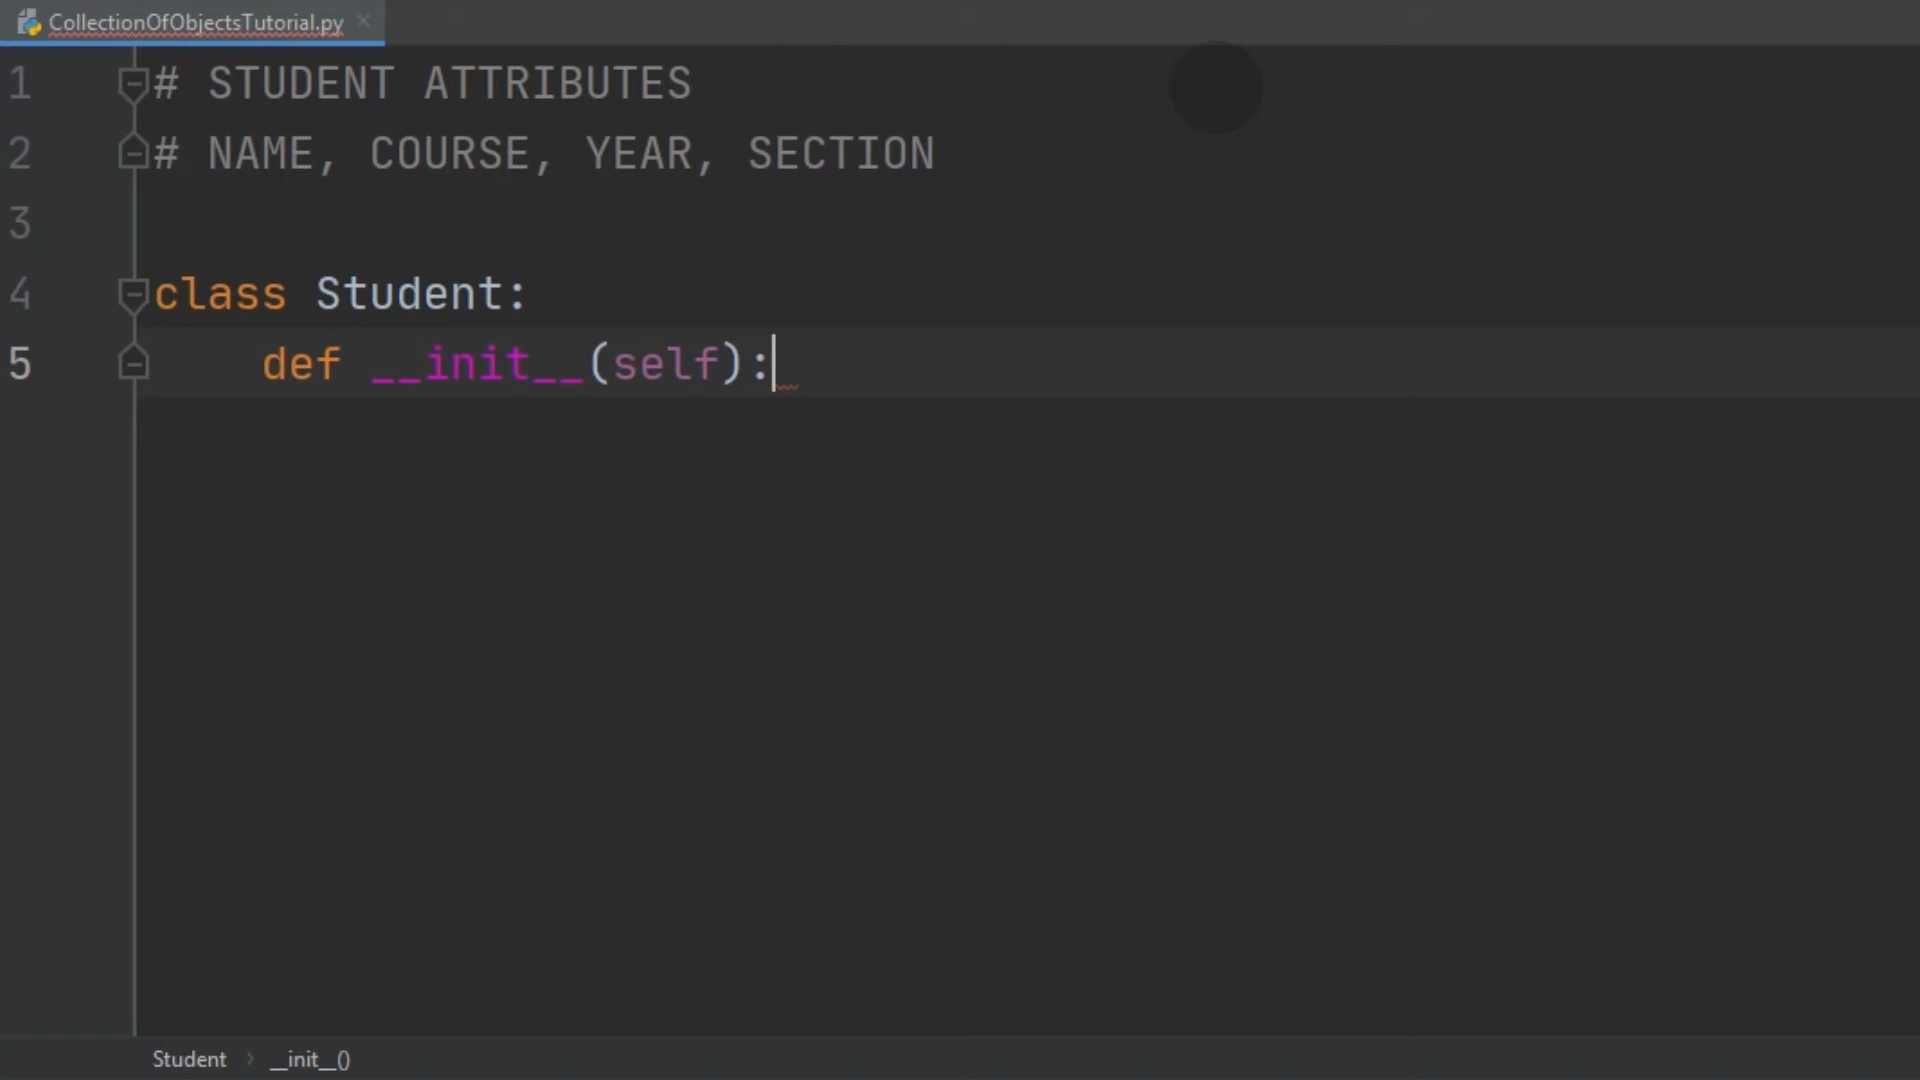 CollectionOfObjectsTutorial.py
1 # STUDENT ATTRIBUTES
2 # NAME, COURSE, YEAR, SECTION
3
4 class Student:
5     def __init__(self):
Student > __init__()